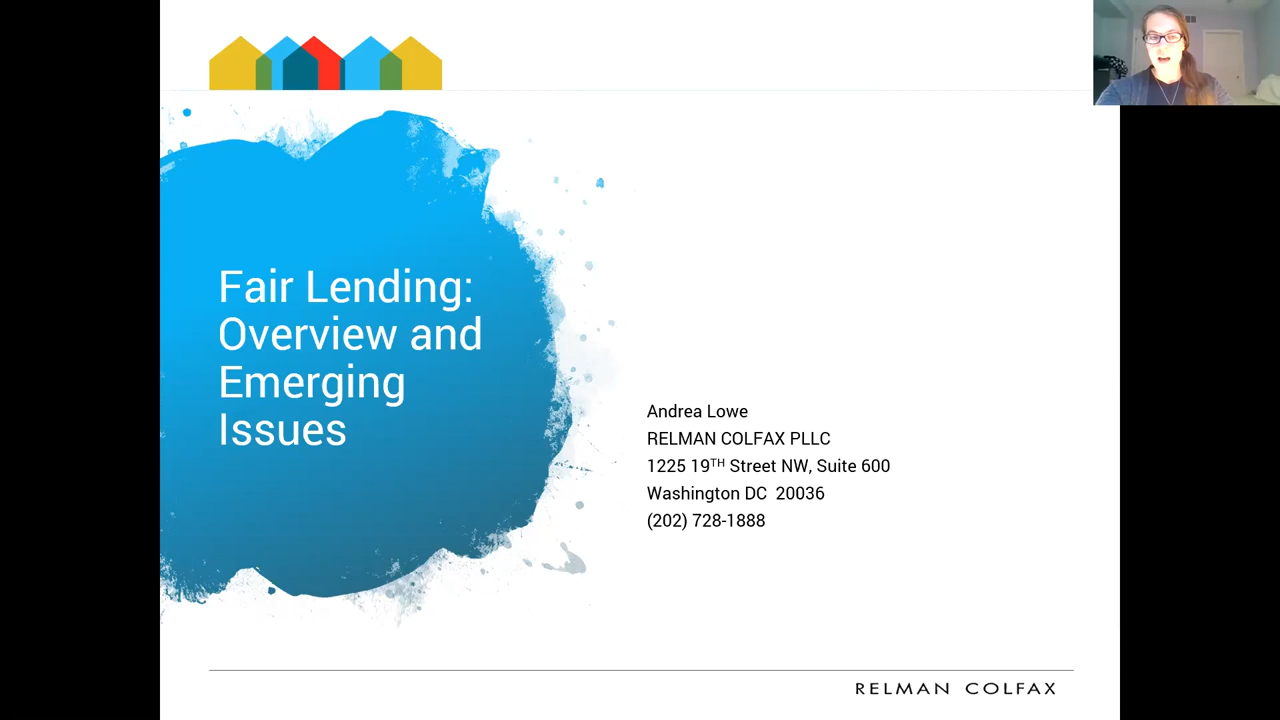 Fair Lending:
Overview and
Emerging
Issues
Andrea Lowe
RELMAN COLFAX PLLC
1225 19TH Street NW, Suite 600
Washington DC 20036
(202) 728-1888
RELMAN COLFAX